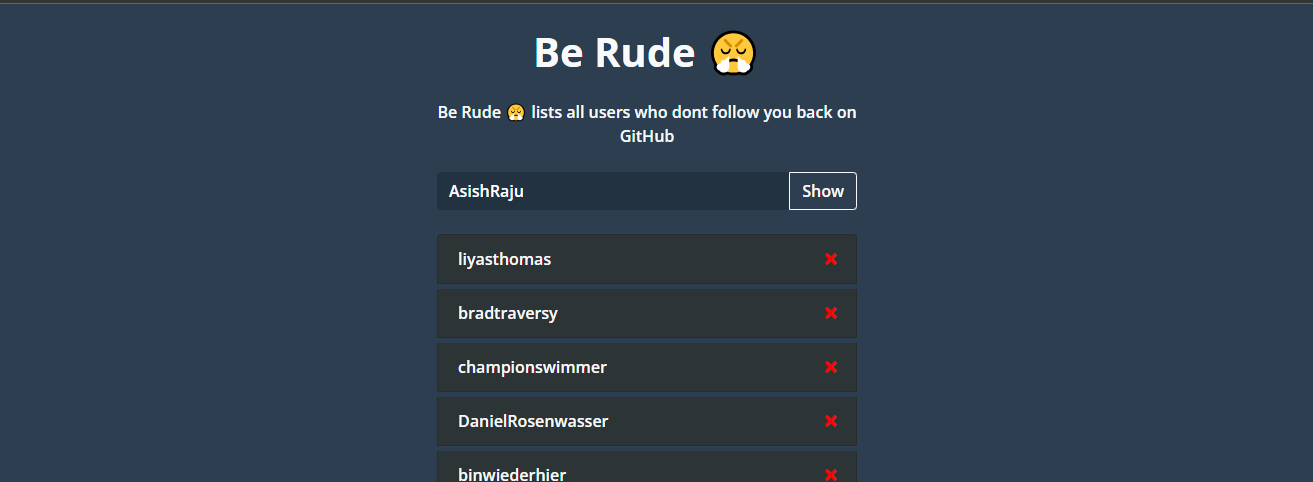 Be Rude 😤
Be Rude 😤 lists all users who dont follow you back on
GitHub
AsishRaju
Show
liyasthomas
bradtraversy
championswimmer
DanielRosenwasser
binwiederhier